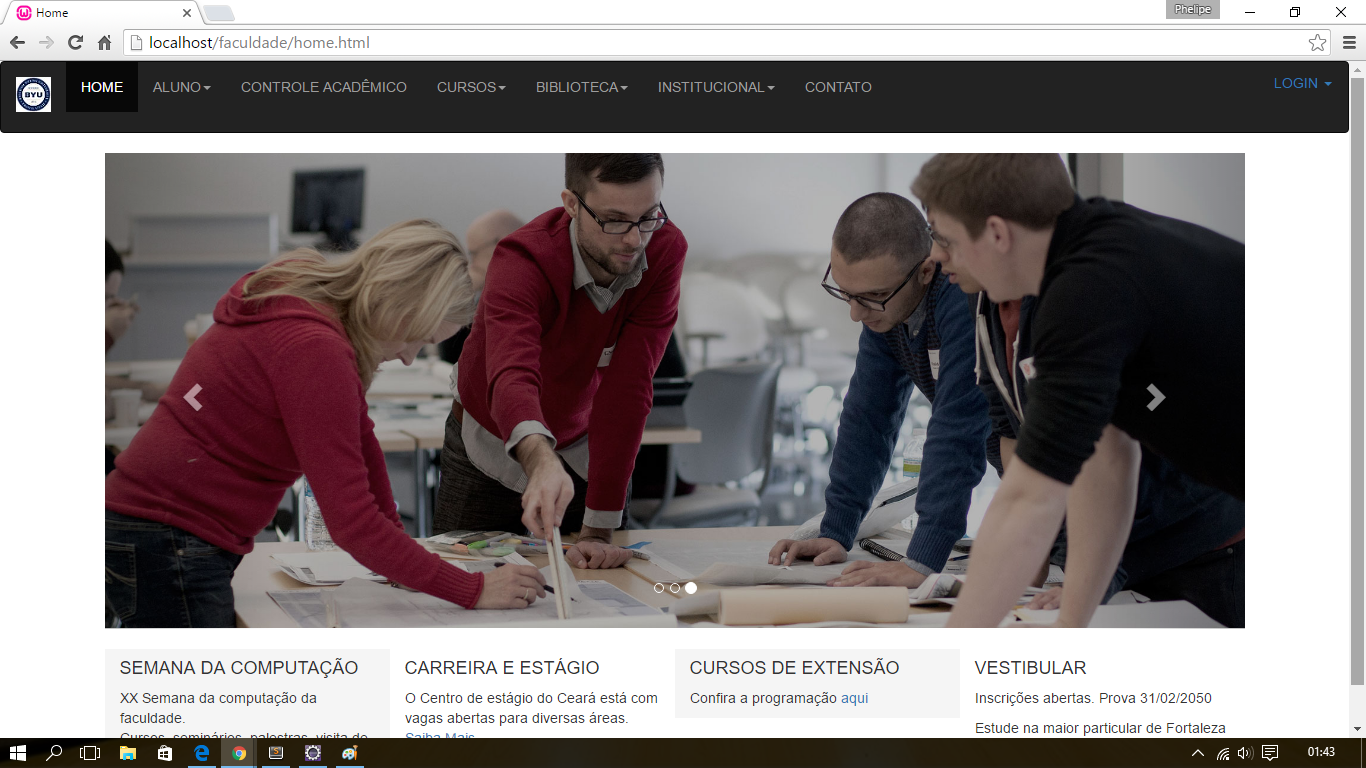 Home
Phelipe
localhost/faculdade/home.html
BYU
HOME
ALUNO
CONTROLE ACADÊMICO
CURSOS
BIBLIOTECA
INSTITUCIONAL
CONTATO
LOGIN
SEMANA DA COMPUTAÇÃO
XX Semana da computação da
faculdade.
Cursos, seminários, palestras, visita do
CARREIRA E ESTÁGIO
O Centro de estágio do Ceará está com
vagas abertas para diversas áreas.
Saiba Mais
CURSOS DE EXTENSÃO
Confira a programação aqui
VESTIBULAR
Inscrições abertas. Prova 31/02/2050
Estude na maior particular de Fortaleza
01:43